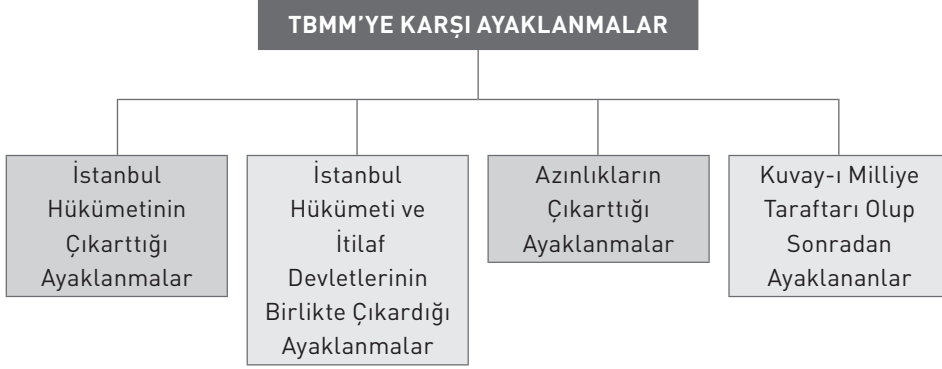 TBMM'YE KARŞI AYAKLANMALAR
İstanbul
Hükümetinin
Çıkarttığı
Ayaklanmalar
İstanbul
Hükümeti ve
İtilaf
Devletlerinin
Birlikte Çıkardığı
Ayaklanmalar
Azınlıkların
Çıkarttığı
Ayaklanmalar
Kuvay-ı Milliye
Taraftarı Olup
Sonradan
Ayaklananlar